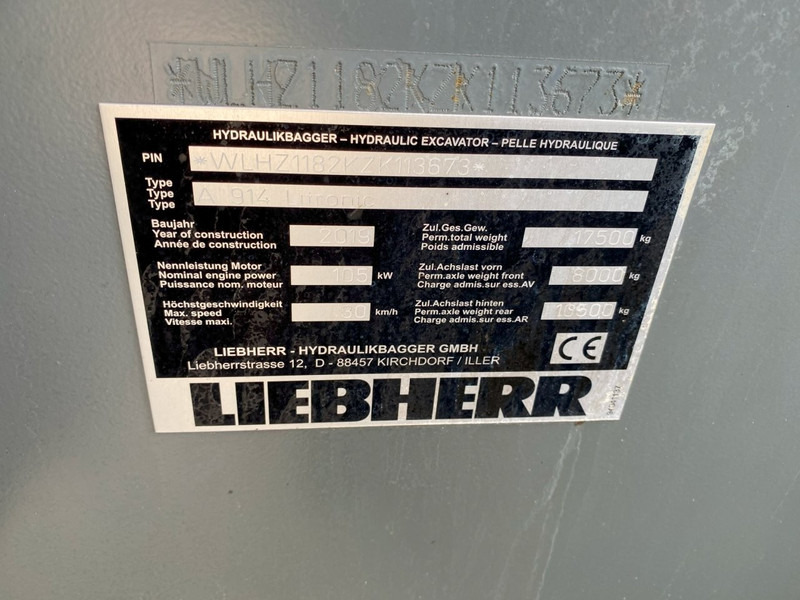 *WLHZ1182KZK113673*
HYDRAULIKBAGGER – HYDRAULIC EXCAVATOR – PELLE HYDRAULIQUE
PIN *WLHZ1182KZK113673*
Type
Type A 914 Litronic
Type
Baujahr
Year of construction 2015
Année de construction
Zul.Ges.Gew.
Perm.total weight 17500 kg
Poids admissible
Nennleistung Motor
Nominal engine power 105 kW
Puissance nom. moteur
Zul.Achslast vorn
Perm.axle weight front 8000 kg
Charge admis.sur ess.AV
Höchstgeschwindigkeit
Max. speed km/h
Vitesse maxi.
Zul.Achslast hinten
Perm.axle weight rear kg
Charge admis.sur ess.AR
LIEBHERR - HYDRAULIKBAGGER GMBH
Liebherrstrasse 12, D - 88457 KIRCHDORF / ILLER
CE
LIEBHERR